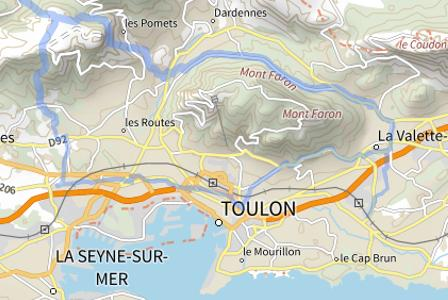 Dardennes
les Pomets
le Coudon
Mont Faron
Mont Faron
les Routes
La Valette-
es
D92
206
TOULON
LA SEYNE-SUR-
MER
le Mourillon
le Cap Brun